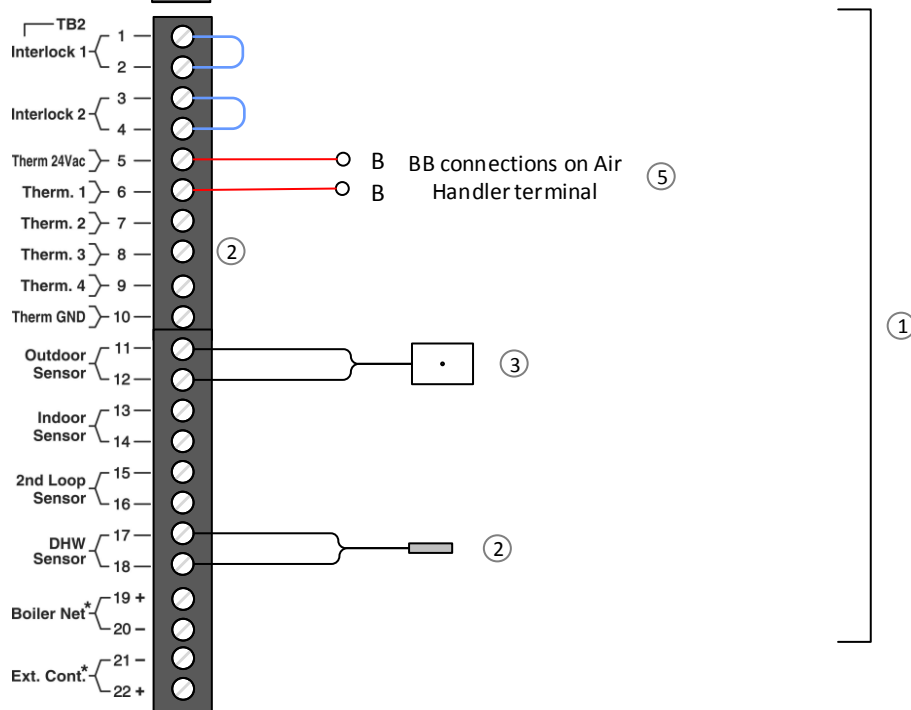 TB2
Interlock 1
1
2
Interlock 2
3
4
Therm 24Vac 5
B
BB connections on Air
Handler terminal
5
Therm. 1 6
B
Therm. 2 7
Therm. 3 8
2
Therm. 4 9
Therm GND 10
1
Outdoor
Sensor
11
12
3
Indoor
Sensor
13
14
2nd Loop
Sensor
15
16
DHW
Sensor
17
18
2
Boiler Net*
19 +
20 –
Ext. Cont.*
21 –
22 +